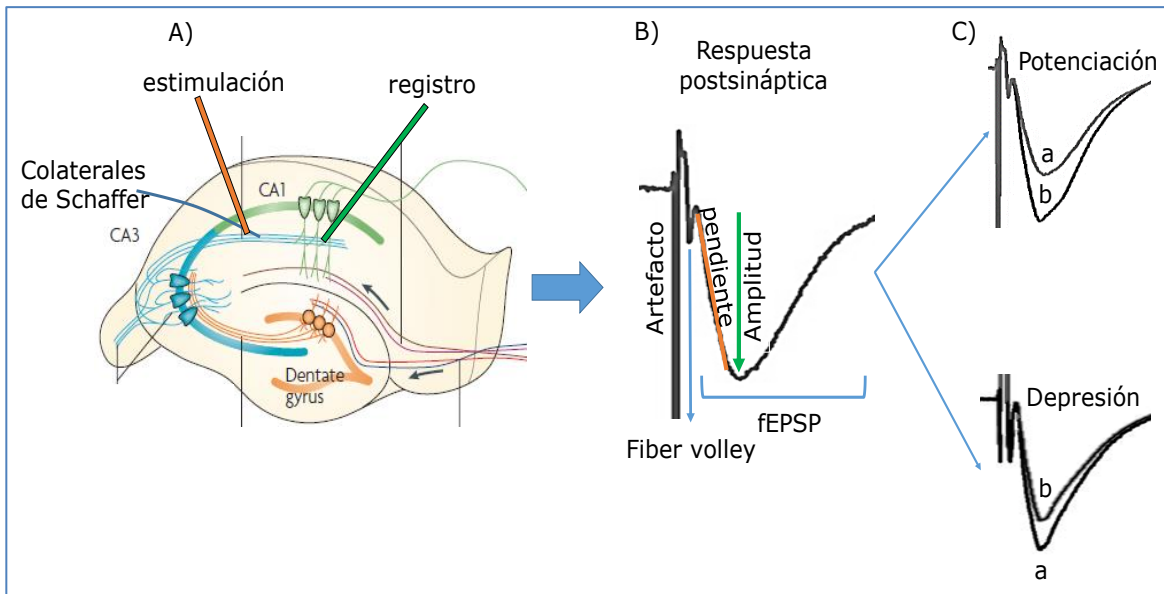 A)
estimulación
registro
Colaterales
de Schaffer
CA1
CA3
Dentate
gyrus
B)
Respuesta
postsináptica
Artefacto
pendiente
Amplitud
fEPSP
Fiber volley
C)
Potenciación
a
b
Depresión
b
a